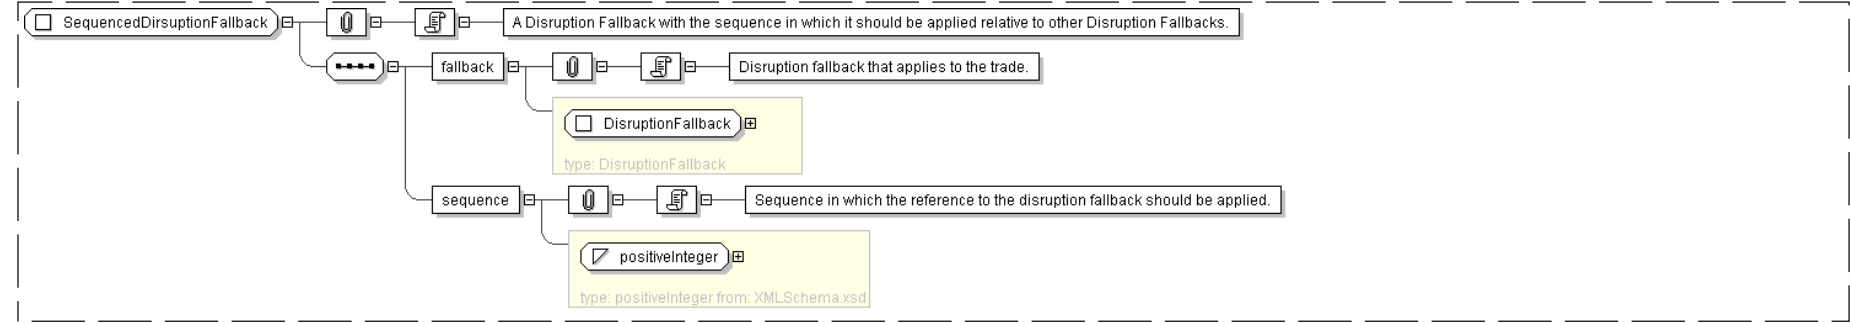 SequencedDirsuptionFallback
A Disruption Fallback with the sequence in which it should be applied relative to other Disruption Fallbacks.
fallback
Disruption fallback that applies to the trade.
DisruptionFallback
type: DisruptionFallback
sequence
Sequence in which the reference to the disruption fallback should be applied.
positiveInteger
type: positiveInteger from: XMLSchema.xsd